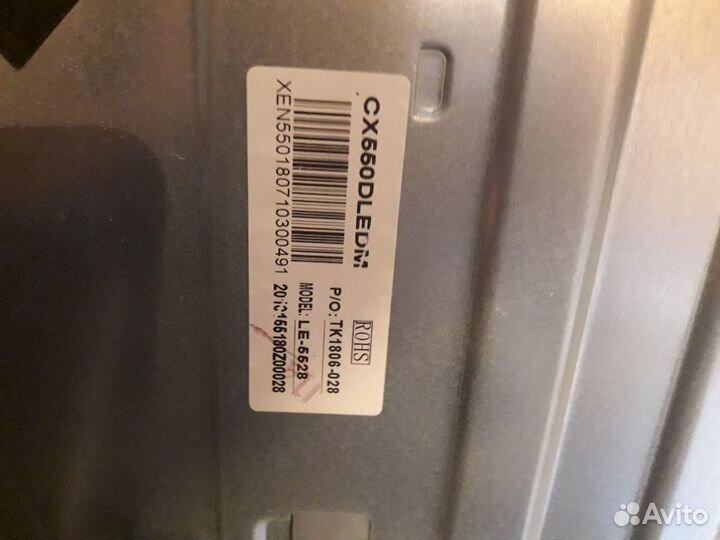 CX550DLEDM
XEN550180710300491
ROHS
P/O: TK1806-028
MODEL: LE-5528
Avito